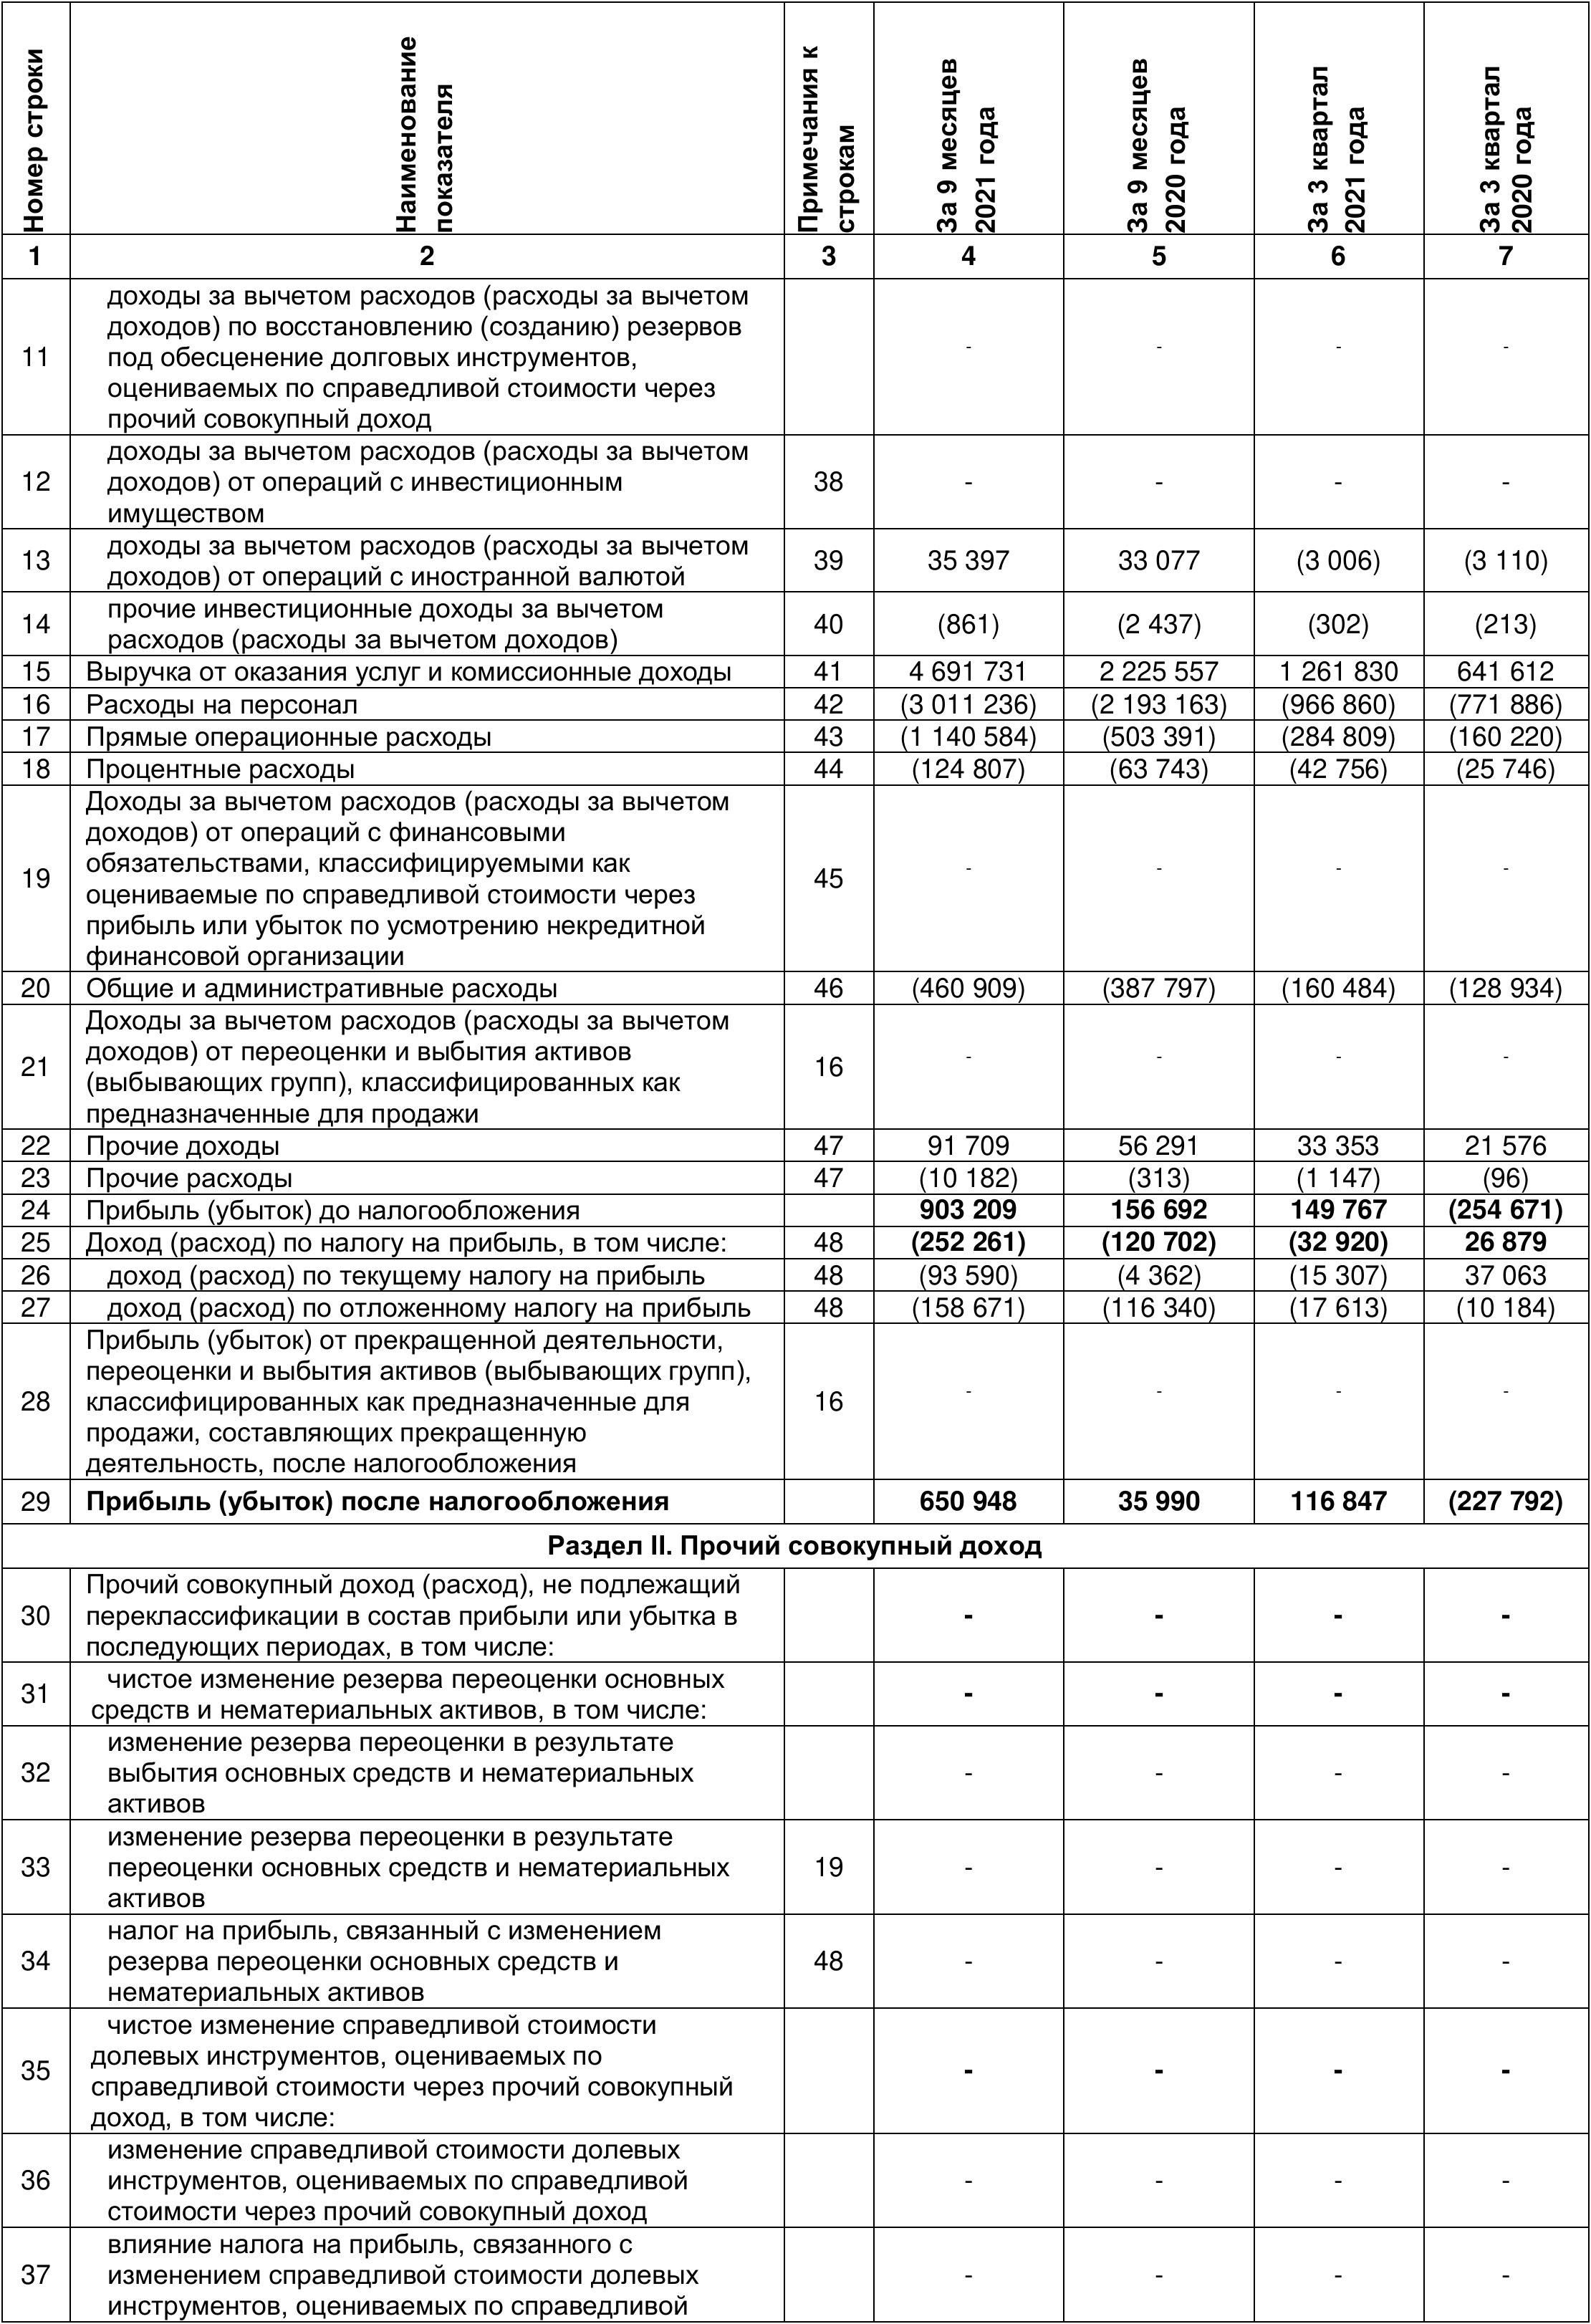 Номер строки
Наименование
показателя
Примечания к
строкам
За 9 месяцев
2021 года
За 9 месяцев
2020 года
За 3 квартал
2021 года
За 3 квартал
2020 года
1 2 3 4 5 6 7
доходы за вычетом расходов (расходы за вычетом
доходов) по восстановлению (созданию) резервов
11 под обесценение долговых инструментов, - - - -
оцениваемых по справедливой стоимости через
прочий совокупный доход
доходы за вычетом расходов (расходы за вычетом
12 доходов) от операций с инвестиционным 38 - - - -
имуществом
13 доходы за вычетом расходов (расходы за вычетом 39 35 397 33 077 (3 006) (3 110)
доходов) от операций с иностранной валютой
14 прочие инвестиционные доходы за вычетом 40 (861) (2 437) (302) (213)
расходов (расходы за вычетом доходов)
15 Выручка от оказания услуг и комиссионные доходы 41 4 691 731 2 225 557 1 261 830 641 612
16 Расходы на персонал 42 (3 011 236) (2 193 163) (966 860) (771 886)
17 Прямые операционные расходы 43 (1 140 584) (503 391) (284 809) (160 220)
18 Процентные расходы 44 (124 807) (63 743) (42 756) (25 746)
Доходы за вычетом расходов (расходы за вычетом
доходов) от операций с финансовыми
обязательствами, классифицируемыми как
19 оцениваемые по справедливой стоимости через 45 - - - -
прибыль или убыток по усмотрению некредитной
финансовой организации
20 Общие и административные расходы 46 (460 909) (387 797) (160 484) (128 934)
Доходы за вычетом расходов (расходы за вычетом
21 доходов) от переоценки и выбытия активов 16 - - - -
(выбывающих групп), классифицированных как
предназначенные для продажи
22 Прочие доходы 47 91 709 56 291 33 353 21 576
23 Прочие расходы 47 (10 182) (313) (1 147) (96)
24 Прибыль (убыток) до налогообложения 903 209 156 692 149 767 (254 671)
25 Доход (расход) по налогу на прибыль, в том числе: 48 (252 261) (120 702) (32 920) 26 879
26 доход (расход) по текущему налогу на прибыль 48 (93 590) (4 362) (15 307) 37 063
27 доход (расход) по отложенному налогу на прибыль 48 (158 671) (116 340) (17 613) (10 184)
Прибыль (убыток) от прекращенной деятельности,
переоценки и выбытия активов (выбывающих групп),
28 классифицированных как предназначенные для 16 - - - -
продажи, составляющих прекращенную
деятельность, после налогообложения
29 Прибыль (убыток) после налогообложения 650 948 35 990 116 847 (227 792)
Раздел II. Прочий совокупный доход
Прочий совокупный доход (расход), не подлежащий
30 переклассификации в состав прибыли или убытка в - - - -
последующих периодах, в том числе:
31 чистое изменение резерва переоценки основных - - - -
средств и нематериальных активов, в том числе:
изменение резерва переоценки в результате
32 выбытия основных средств и нематериальных - - - -
активов
изменение резерва переоценки в результате
33 переоценки основных средств и нематериальных 19 - - - -
активов
налог на прибыль, связанный с изменением
34 резерва переоценки основных средств и 48 - - - -
нематериальных активов
чистое изменение справедливой стоимости
35 долевых инструментов, оцениваемых по - - - -
справедливой стоимости через прочий совокупный
доход, в том числе:
изменение справедливой стоимости долевых
36 инструментов, оцениваемых по справедливой - - - -
стоимости через прочий совокупный доход
влияние налога на прибыль, связанного с
37 изменением справедливой стоимости долевых - - - -
инструментов, оцениваемых по справедливой